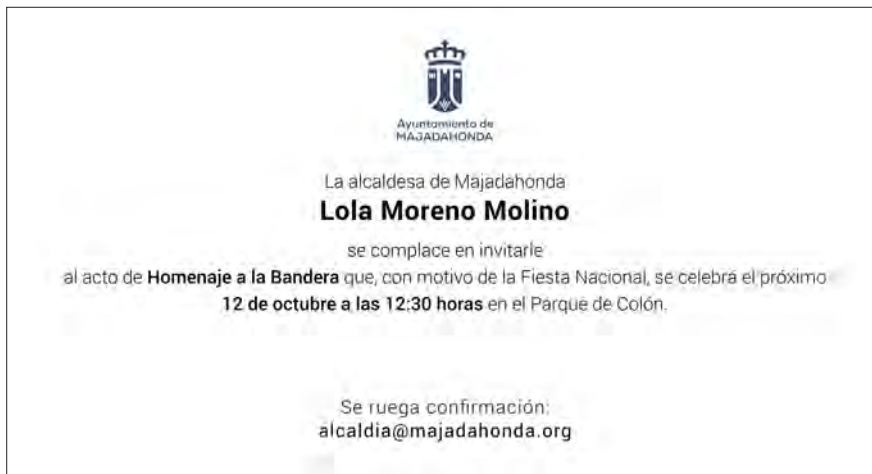 Ayuntamiento de
MAJADAHONDA
La alcaldesa de Majadahonda
Lola Moreno Molino
se complace en invitarle
al acto de Homenaje a la Bandera que, con motivo de la Fiesta Nacional, se celebra el próximo
12 de octubre a las 12:30 horas en el Parque de Colón.
Se ruega confirmación:
alcaldia@majadahonda.org